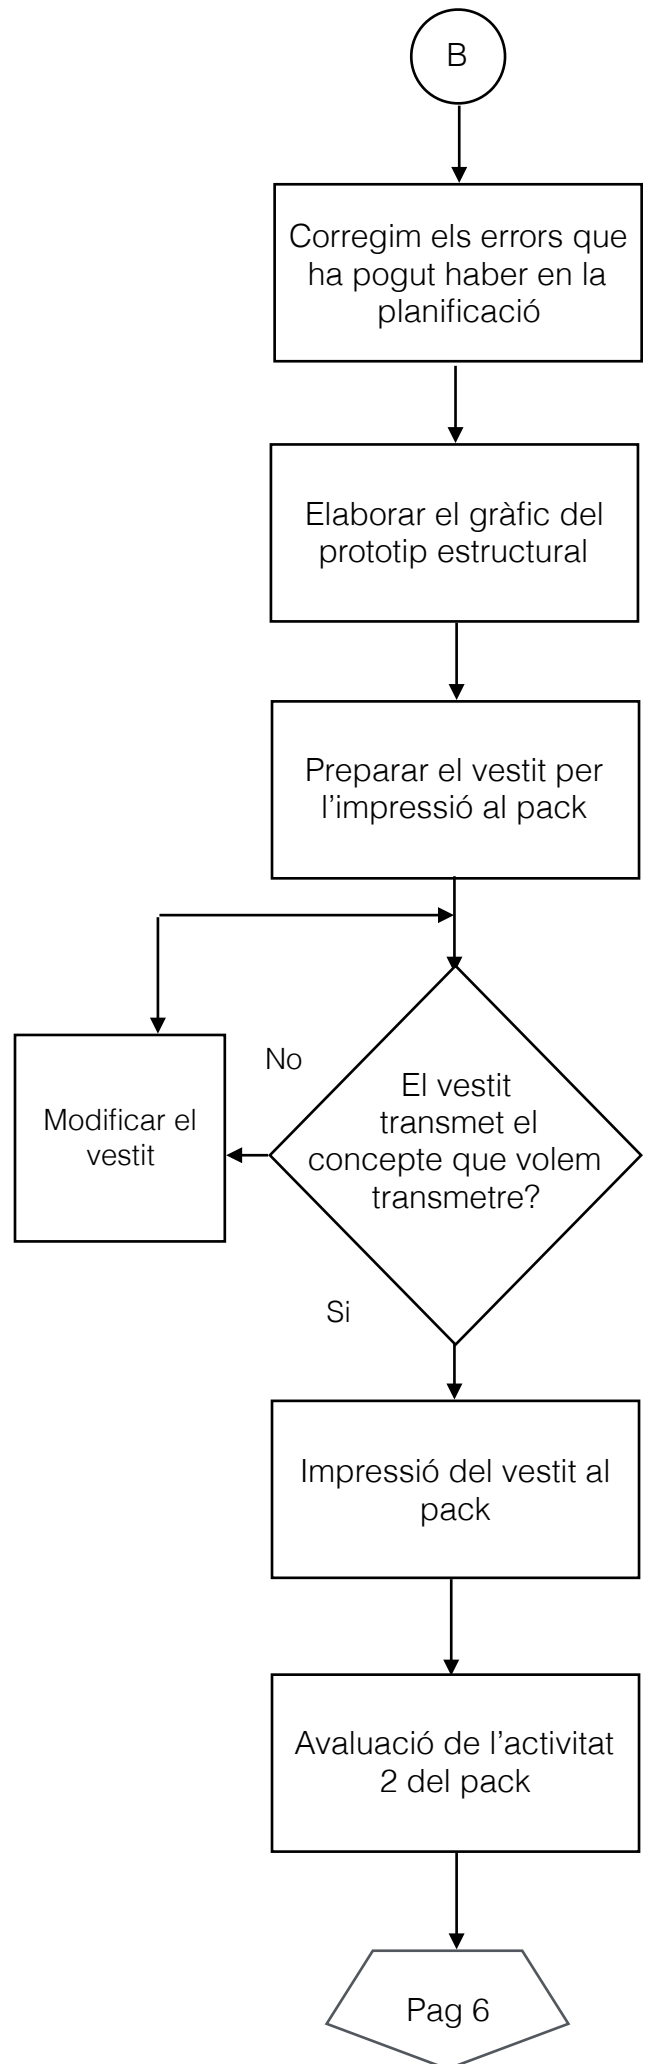 B
Corregim els errors que
ha pogut haber en la
planificació
Elaborar el gràfic del
prototip estructural
Preparar el vestit per
l'impressió al pack
No
El vestit
transmet el
concepte que volem
transmetre?
Modificar el
vestit
Si
Impressió del vestit al
pack
Avaluació de l'activitat
2 del pack
Pag 6